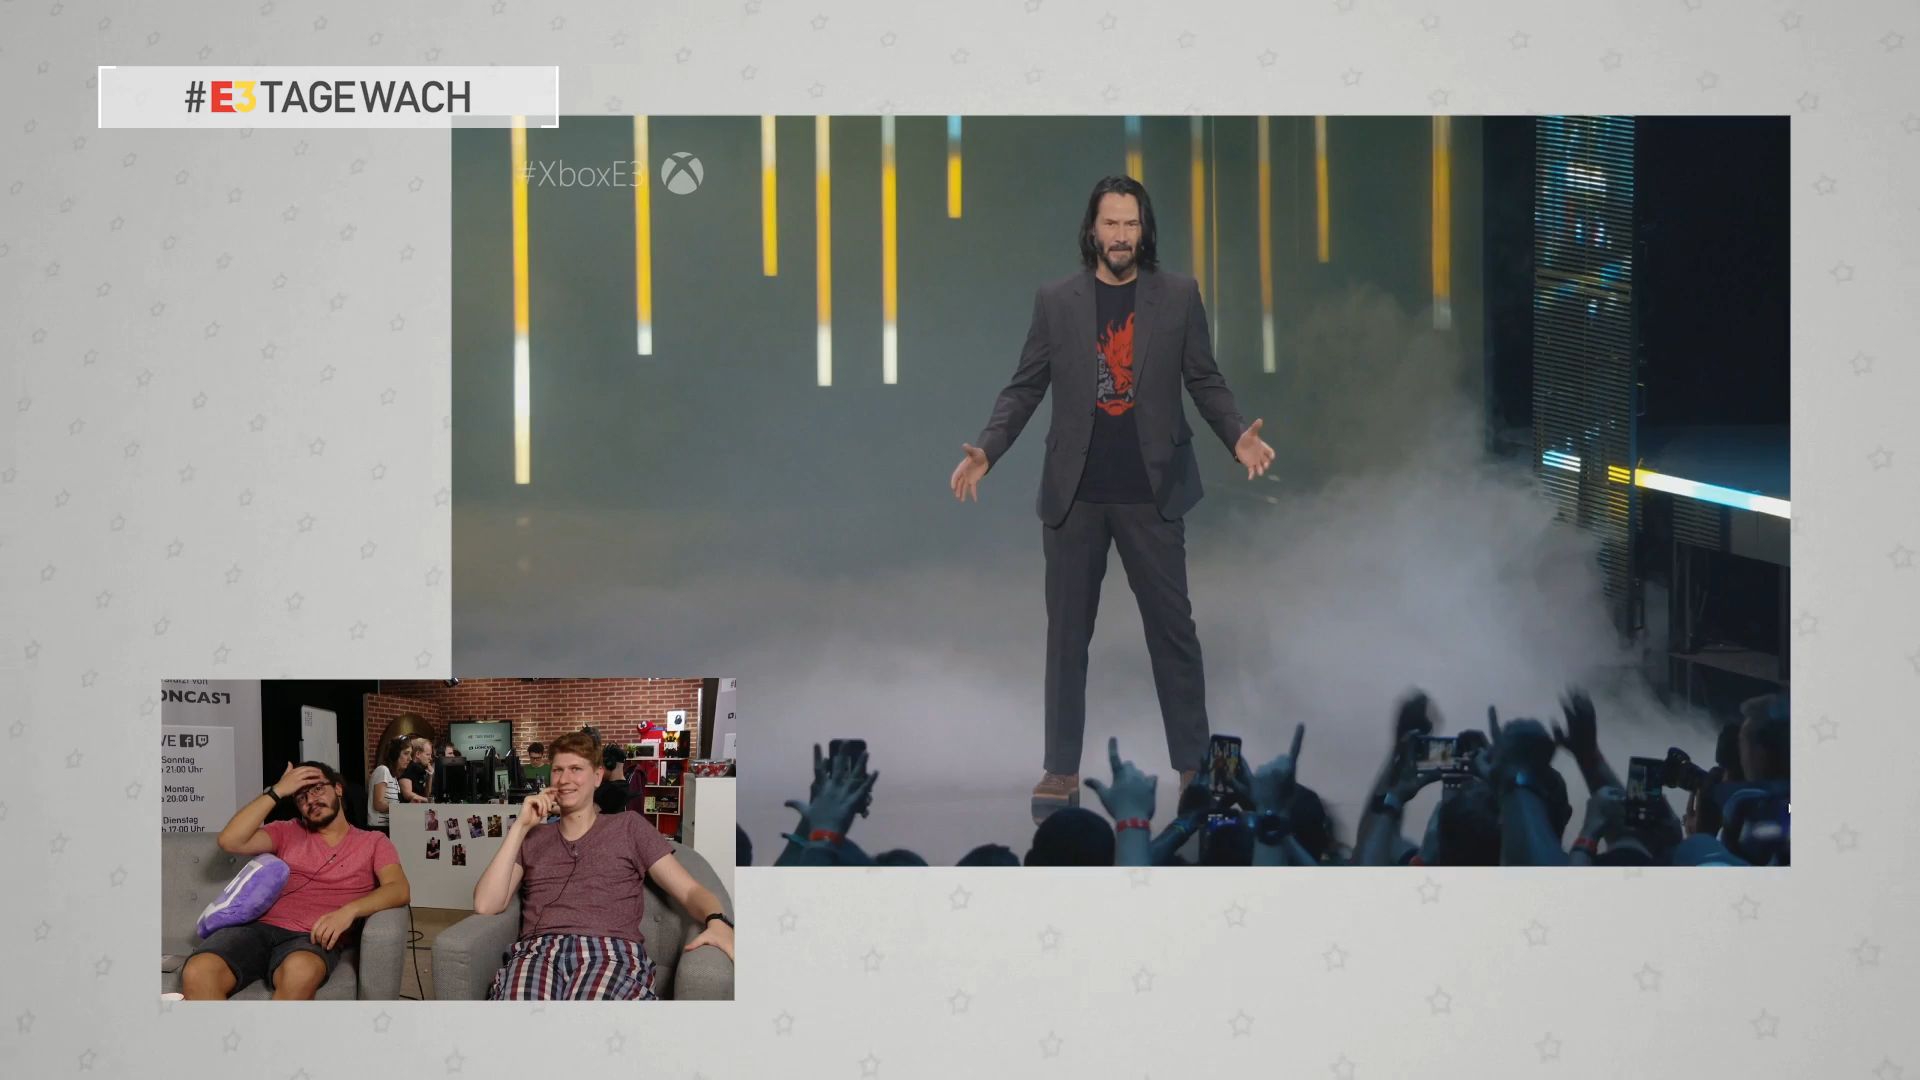 #E3TAGEWACH
#XboxE3
ONCAST
VE
Sonntag
21:00 Uhr
Montag
20:00 Uhr
Dienstag
17:00 Uhr